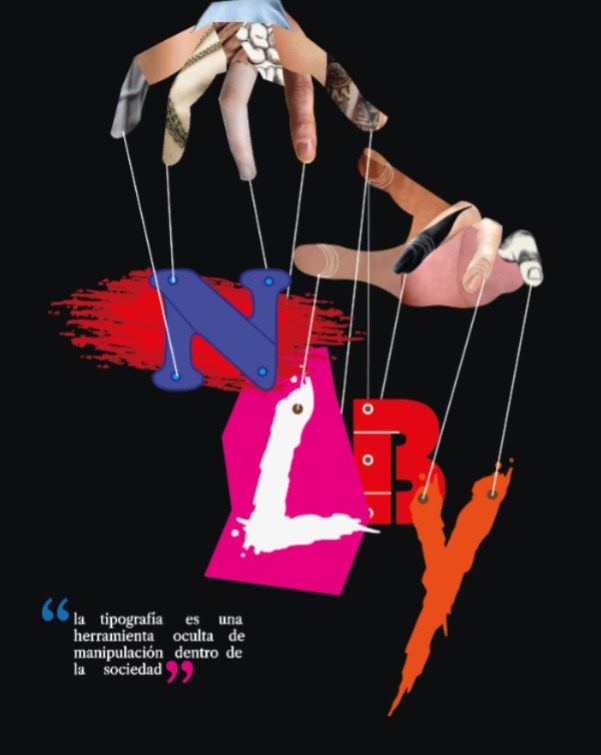 N
L B
y
“la tipografía es una
herramienta oculta de
manipulación dentro de
la sociedad”